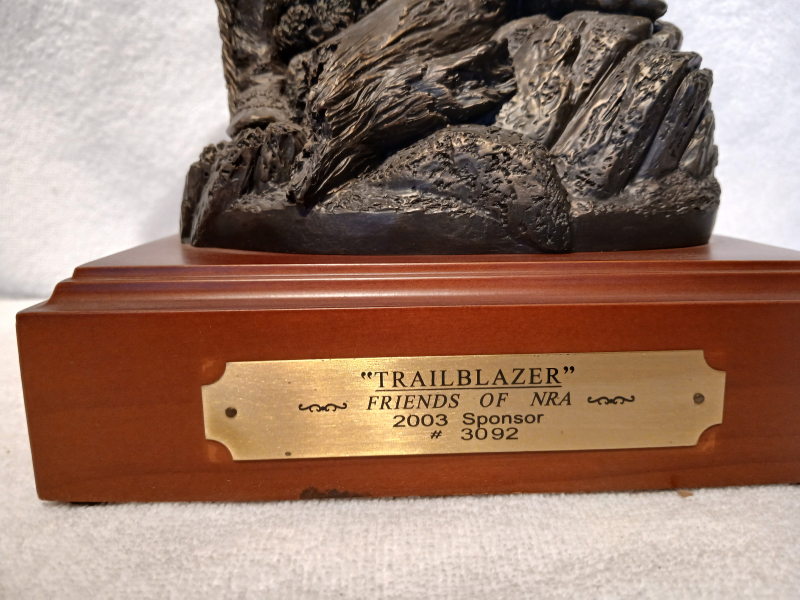 "TRAILBLAZER"
FRIENDS OF NRA
2003 Sponsor
# 3092